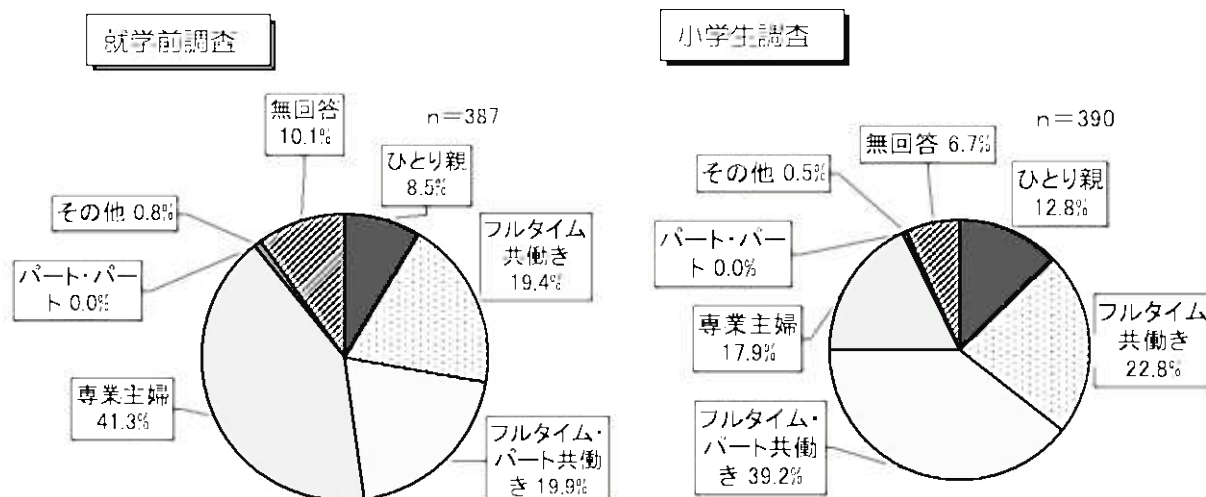 就学前調査
n=387
無回答
10.1%
ひとり親
8.5%
フルタイム
共働き
19.4%
フルタイム・
パート共働
き 19.9%
専業主婦
41.3%
パート・パー
ト 0.0%
その他 0.8%
小学生調査
n=390
無回答 6.7%
ひとり親
12.8%
フルタイム
共働き
22.8%
フルタイム・
パート共働
き 39.2%
専業主婦
17.9%
パート・パー
ト 0.0%
その他 0.5%